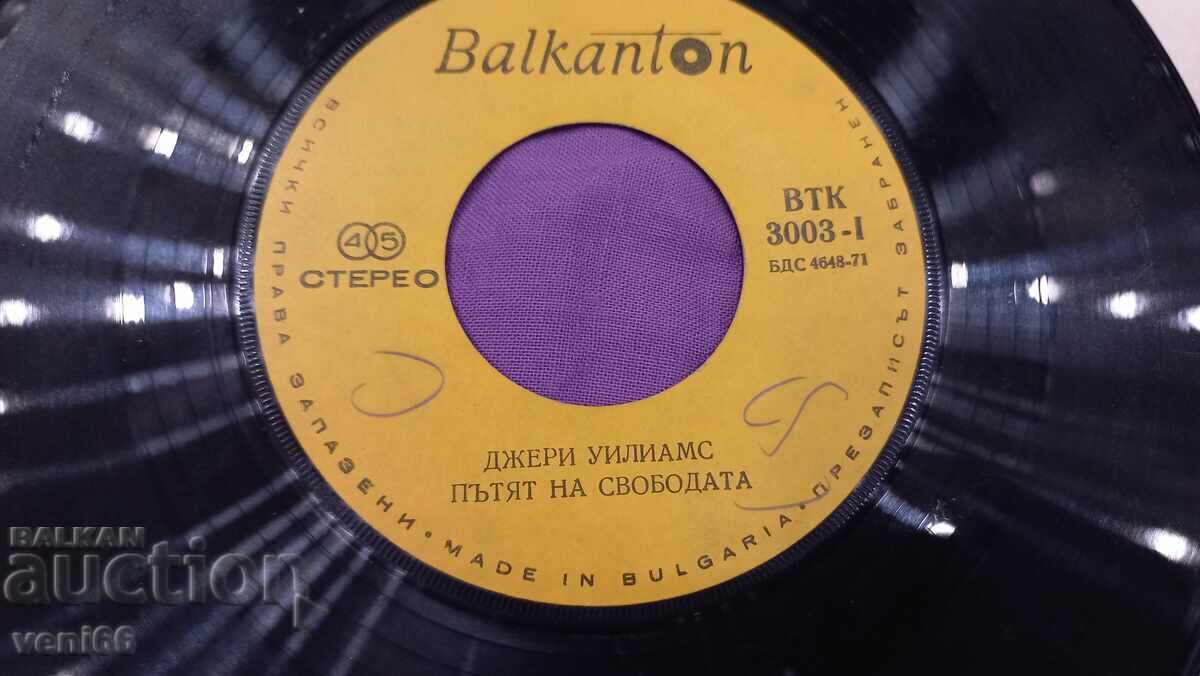 Balkanton
45
СТЕРЕО
ВТК
3003-I
БДС 4648-71
ДЖЕРИ УИЛИАМС
ПЪТЯТ НА СВОБОДАТА
ВСИЧКИ ПРАВА ЗАПАЗЕНИ • MADE IN BULGARIA • ПРЕЗАПИСЪТ ЗАБРАНЕН
BALKAN
auction
veni66